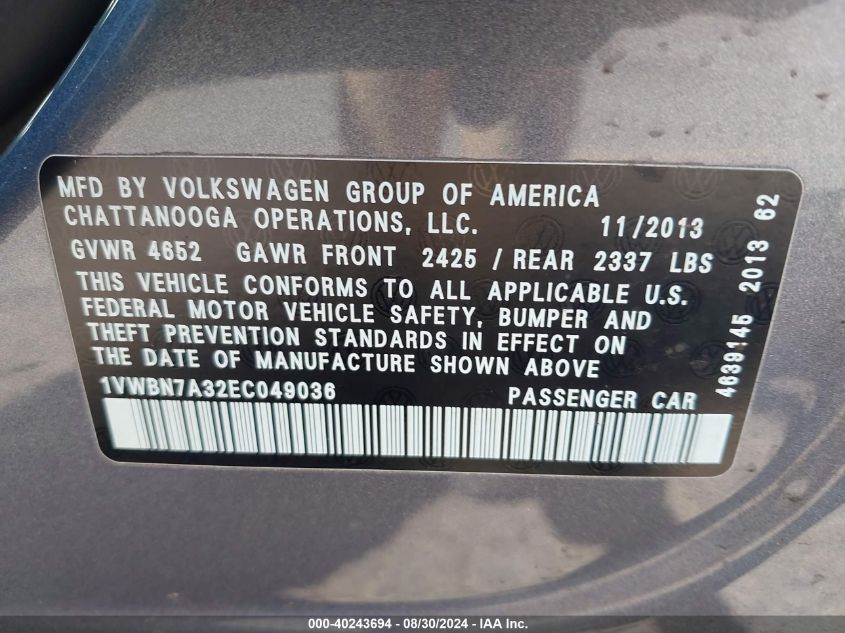 MFD BY VOLKSWAGEN GROUP OF AMERICA
CHATTANOOGA OPERATIONS, LLC. 11/2013
GVWR 4652 GAWR FRONT 2425 / REAR 2337 LBS
THIS VEHICLE CONFORMS TO ALL APPLICABLE U.S.
FEDERAL MOTOR VEHICLE SAFETY, BUMPER AND
THEFT PREVENTION STANDARDS IN EFFECT ON
THE DATE OF MANUFACTURE SHOWN ABOVE
1VWBN7A32EC049036 PASSENGER CAR
4639145 2013 62
000-40243694 - 08/30/2024 - IAA Inc.